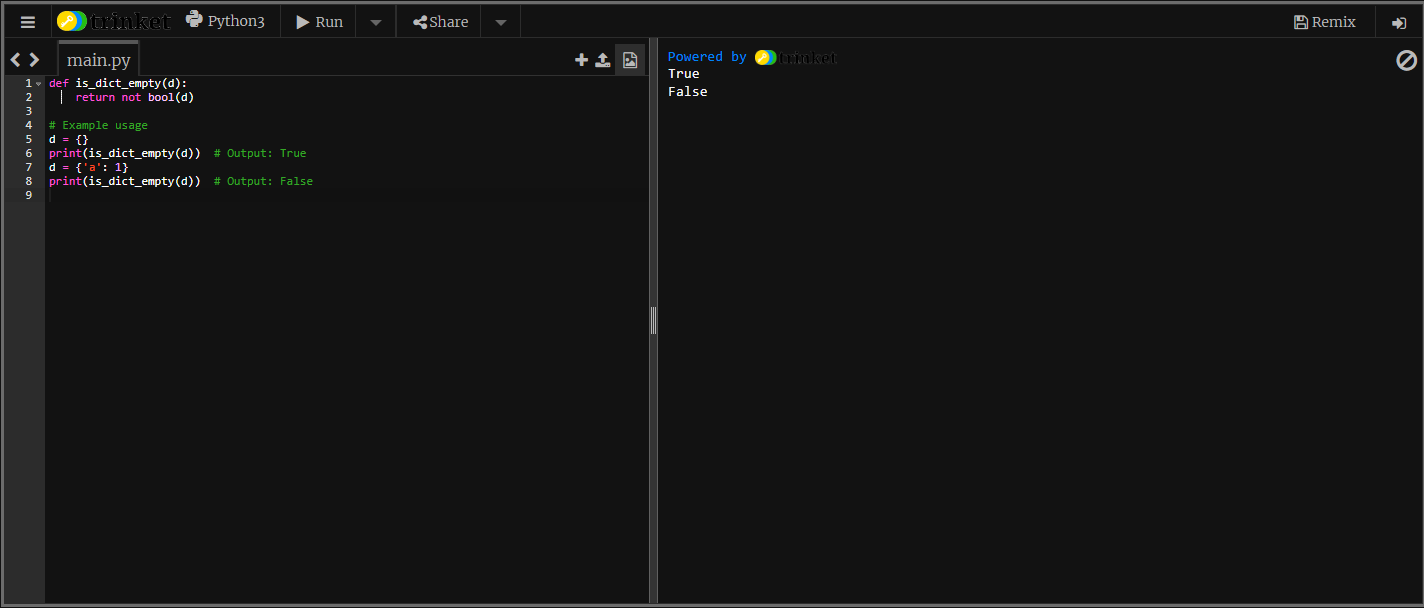 trinket Python3 Run Share Remix
main.py
1 def is_dict_empty(d):
2     return not bool(d)
3
4 # Example usage
5 d = {}
6 print(is_dict_empty(d))  # Output: True
7 d = {'a': 1}
8 print(is_dict_empty(d))  # Output: False
9
Powered by trinket
True
False